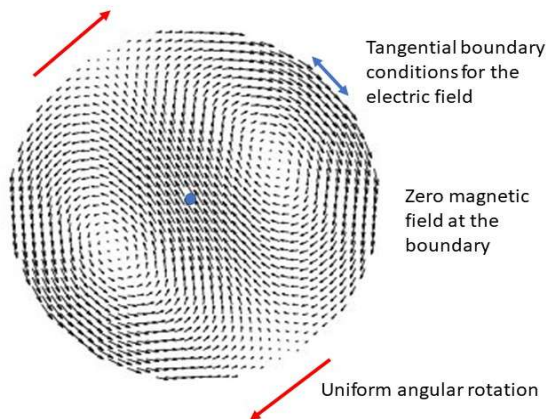 Tangential boundary
conditions for the
electric field
Zero magnetic
field at the
boundary
Uniform angular rotation